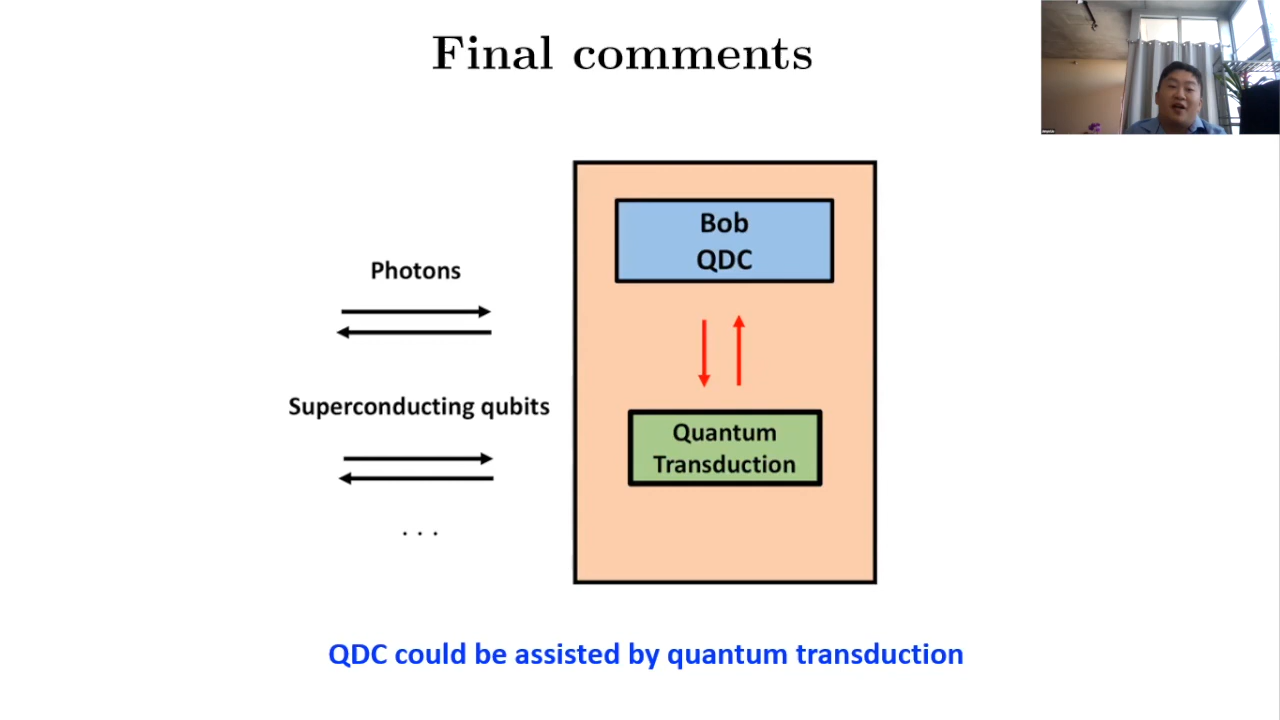 Final comments
Photons
Superconducting qubits
. . .
Bob
QDC
Quantum
Transduction
QDC could be assisted by quantum transduction